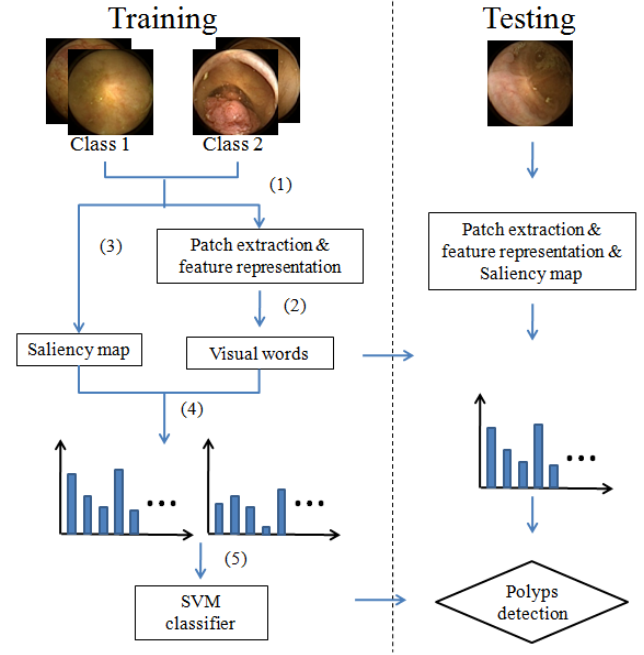 Training
Testing
Class 1
Class 2
(1)
(3)
Patch extraction &
feature representation
(2)
Saliency map
Visual words
(4)
(5)
SVM
classifier
Patch extraction &
feature representation &
Saliency map
Polyps
detection